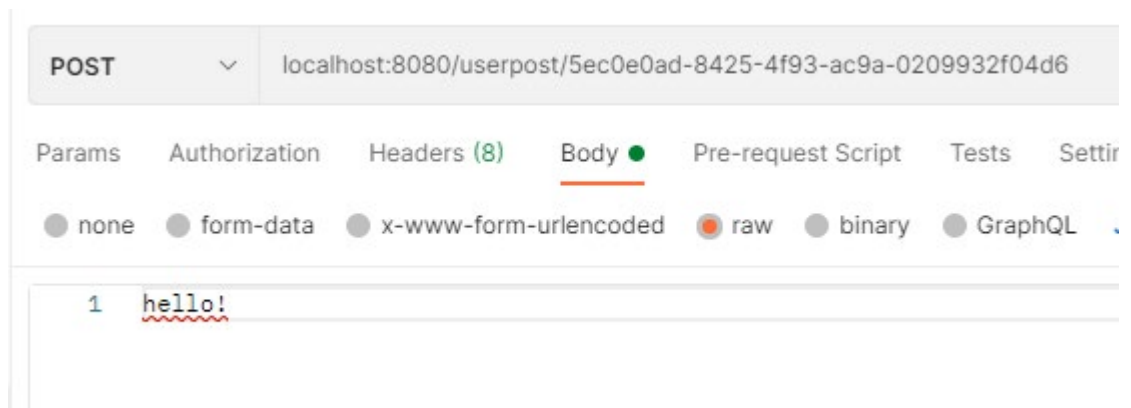 POST localhost:8080/userpost/5ec0e0ad-8425-4f93-ac9a-0209932f04d6
Params Authorization Headers (8) Body Pre-request Script Tests Settin
none form-data x-www-form-urlencoded raw binary GraphQL
1 hello!